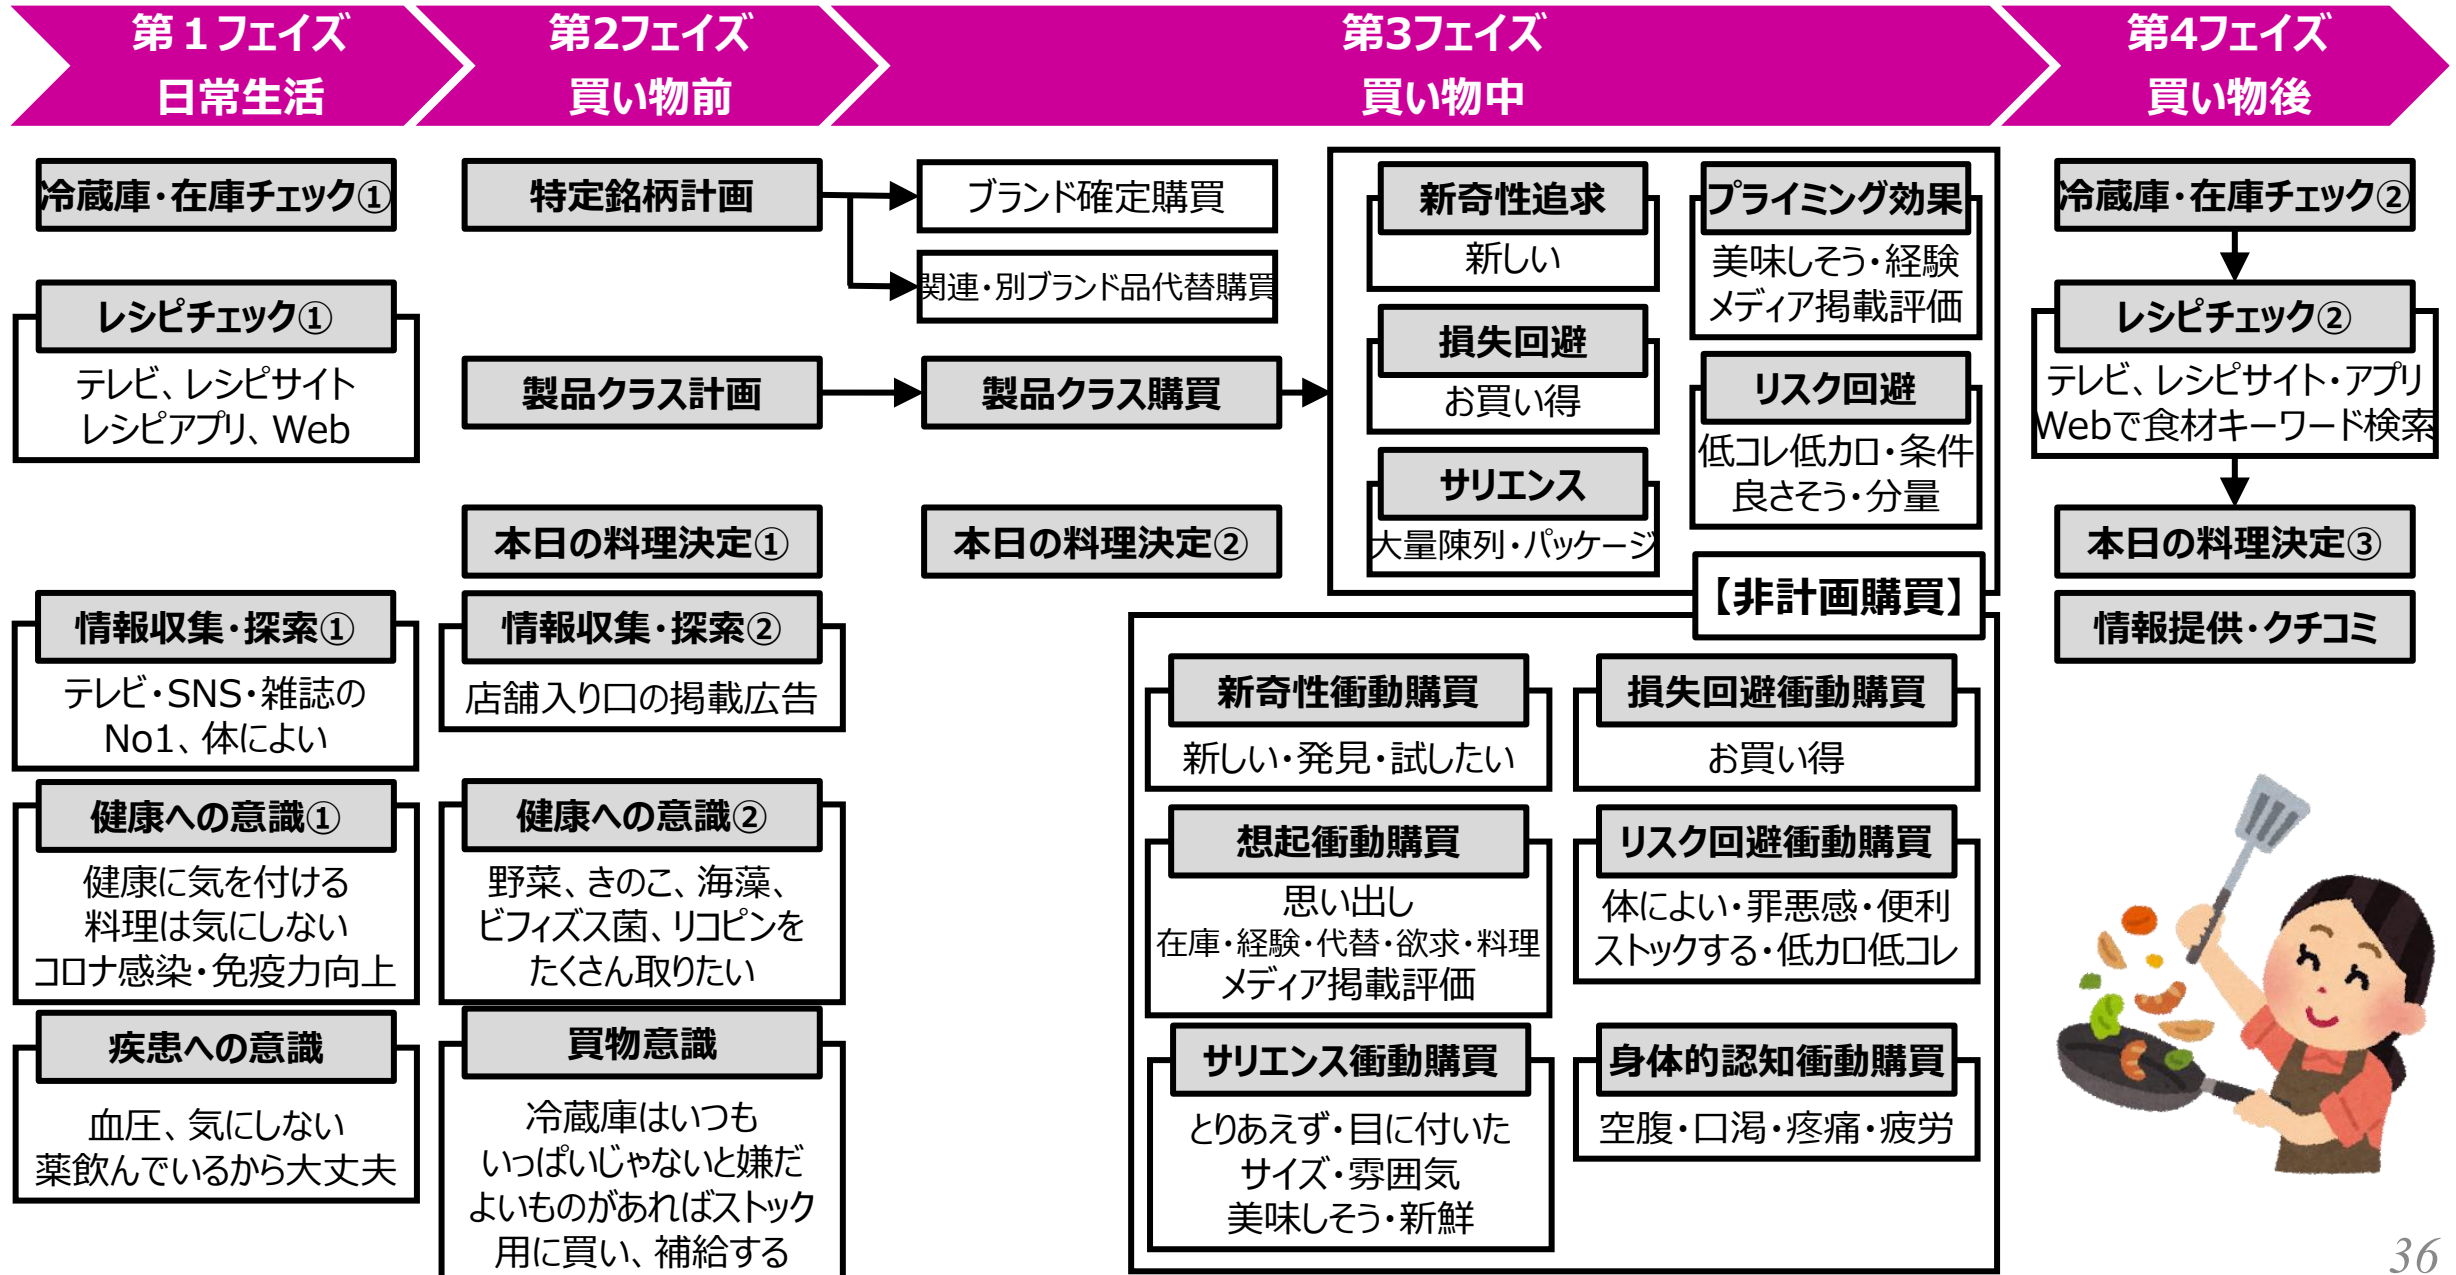 第１フェイズ
日常生活
第2フェイズ
買い物前
第3フェイズ
買い物中
第4フェイズ
買い物後
冷蔵庫・在庫チェック①
レシピチェック①
テレビ、レシピサイト
レシピアプリ、Web
情報収集・探索①
テレビ・SNS・雑誌の
No1、体によい
健康への意識①
健康に気を付ける
料理は気にしない
コロナ感染・免疫力向上
疾患への意識
血圧、気にしない
薬飲んでいるから大丈夫
特定銘柄計画
製品クラス計画
本日の料理決定①
情報収集・探索②
店舗入り口の掲載広告
健康への意識②
野菜、きのこ、海藻、
ビフィズス菌、リコピンを
たくさん取りたい
買物意識
冷蔵庫はいつも
いっぱいじゃないと嫌だ
よいものがあればストック
用に買い、補給する
ブランド確定購買
関連・別ブランド品代替購買
製品クラス購買
本日の料理決定②
新奇性追求
新しい
損失回避
お買い得
サリエンス
大量陳列・パッケージ
プライミング効果
美味しそう・経験
メディア掲載評価
リスク回避
低コレ低カロ・条件
良さそう・分量
【非計画購買】
新奇性衝動購買
新しい・発見・試したい
損失回避衝動購買
お買い得
想起衝動購買
思い出し
在庫・経験・代替・欲求・料理
メディア掲載評価
リスク回避衝動購買
体によい・罪悪感・便利
ストックする・低カロ低コレ
サリエンス衝動購買
とりあえず・目に付いた
サイズ・雰囲気
美味しそう・新鮮
身体的認知衝動購買
空腹・口渇・疼痛・疲労
冷蔵庫・在庫チェック②
レシピチェック②
テレビ、レシピサイト・アプリ
Webで食材キーワード検索
本日の料理決定③
情報提供・クチコミ
36